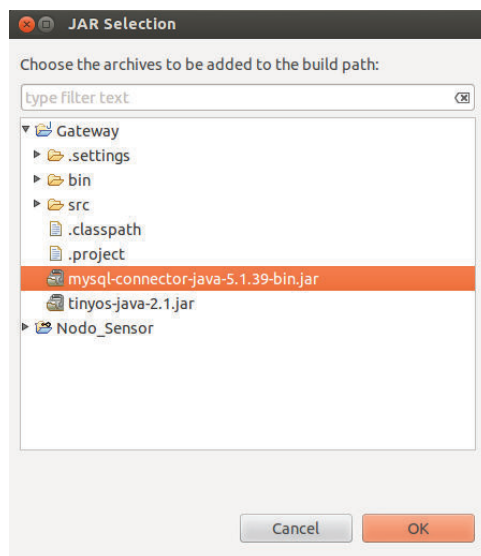 JAR Selection
Choose the archives to be added to the build path:
type filter text
Gateway
.settings
bin
src
.classpath
.project
mysql-connector-java-5.1.39-bin.jar
tinyos-java-2.1.jar
Nodo_Sensor
Cancel OK